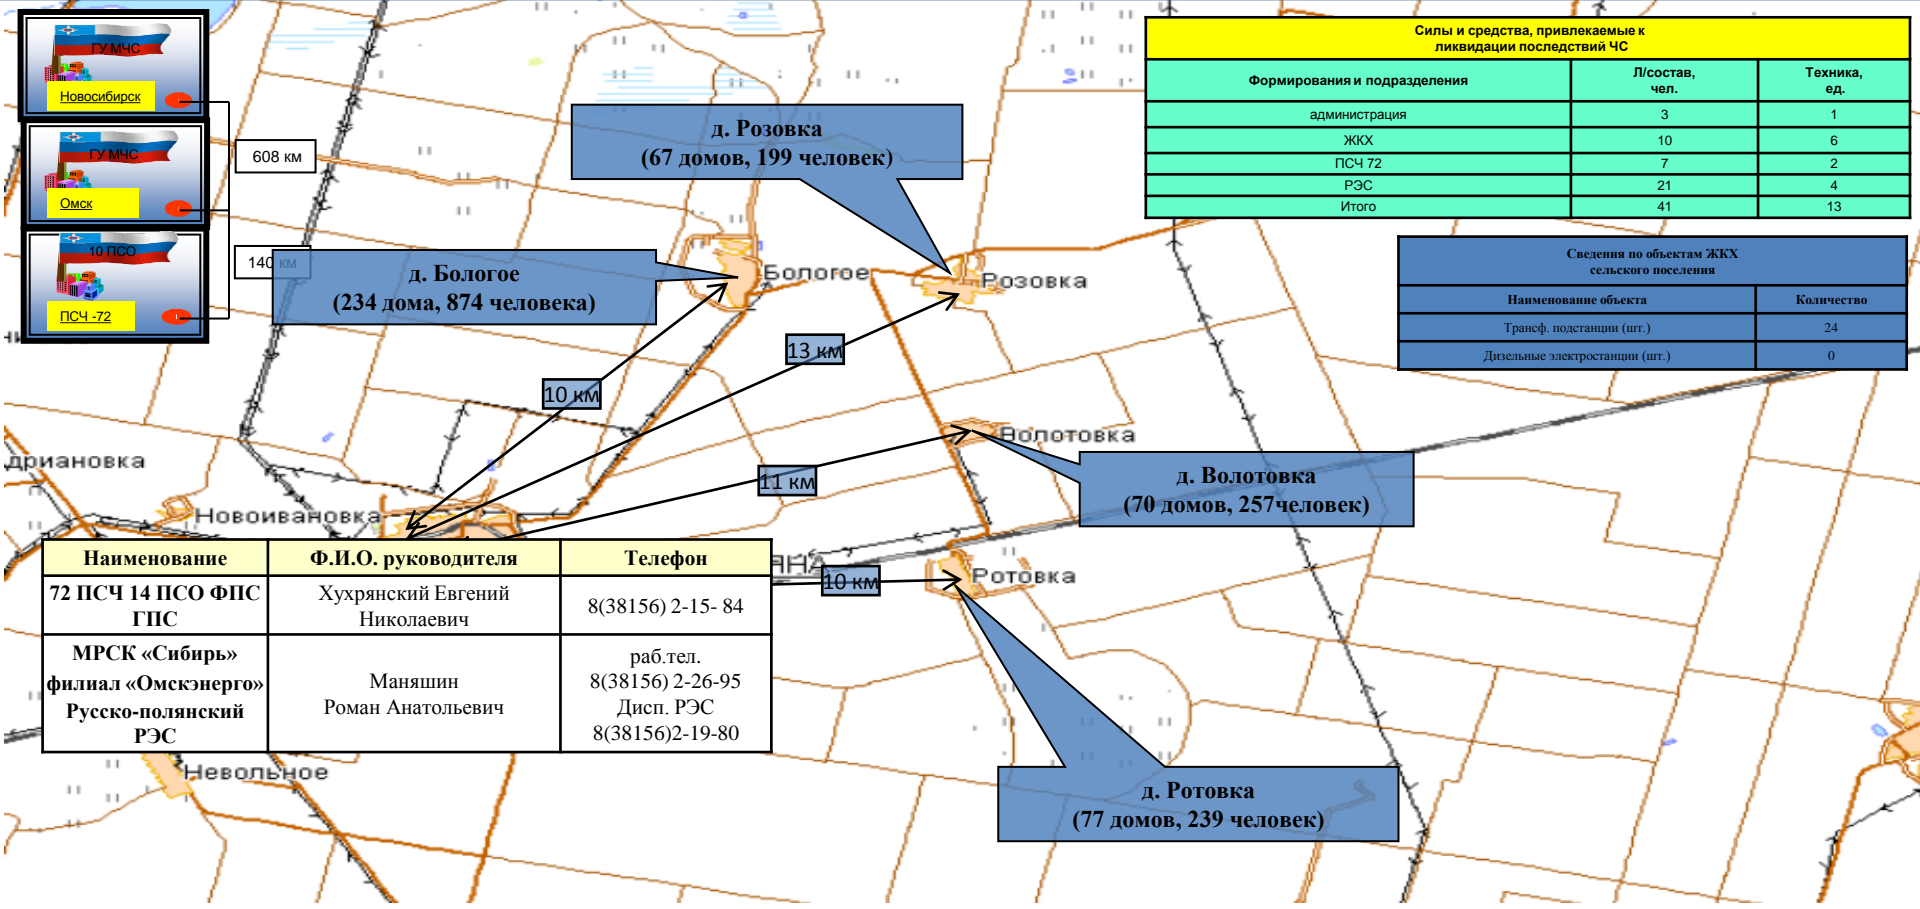 ГУ МЧС
Новосибирск
ГУ МЧС
Омск
10 ПСО
ПСЧ -72
608 км
140 км
д. Розовка
(67 домов, 199 человек)
д. Бологое
(234 дома, 874 человека)
Силы и средства, привлекаемые к
ликвидации последствий ЧС
Формирования и подразделения Л/состав, чел. Техника, ед.
администрация 3 1
ЖКХ 10 6
ПСЧ 72 7 2
РЭС 21 4
Итого 41 13
Сведения по объектам ЖКХ
сельского поселения
Наименование объекта Количество
Трансф. подстанции (шт.) 24
Дизельные электростанции (шт.) 0
Бологое
Розовка
13 км
10 км
Волотовка
11 км
д. Волотовка
(70 домов, 257человек)
дриановка
Новоивановка
ЯНА
10 км
Ротовка
Наименование Ф.И.О. руководителя Телефон
72 ПСЧ 14 ПСО ФПС ГПС Хухрянский Евгений Николаевич 8(38156) 2-15- 84
МРСК «Сибирь» филиал «Омскэнерго» Русско-полянский РЭС Маняшин Роман Анатольевич раб.тел. 8(38156) 2-26-95 Дисп. РЭС 8(38156)2-19-80
Невольное
д. Ротовка
(77 домов, 239 человек)